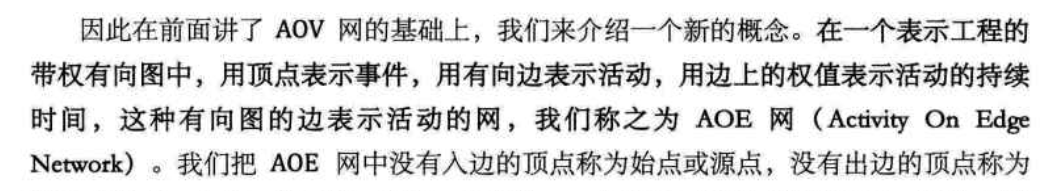 因此在前面讲了 AOV 网的基础上，我们来介绍一个新的概念。在一个表示工程的
带权有向图中，用顶点表示事件，用有向边表示活动，用边上的权值表示活动的持续
时间，这种有向图的边表示活动的网，我们称之为 AOE 网（Activity On Edge
Network）。我们把 AOE 网中没有入边的顶点称为始点或源点，没有出边的顶点称为